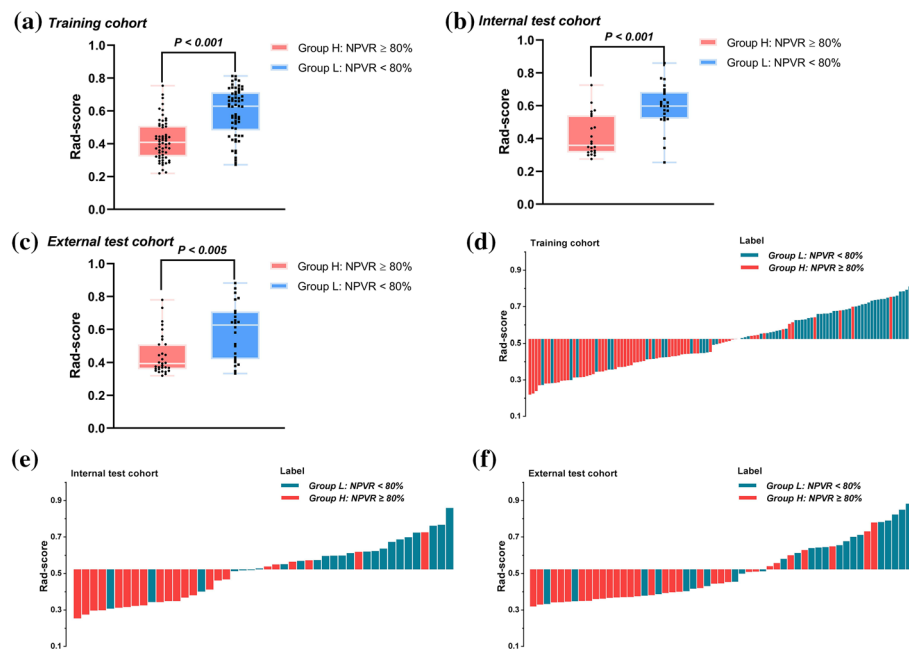 (a) Training cohort
P < 0.001
Group H: NPVR ≥ 80%
Group L: NPVR < 80%
Rad-score
1.0
0.8
0.6
0.4
0.2
0.0
(b) Internal test cohort
P < 0.001
Group H: NPVR ≥ 80%
Group L: NPVR < 80%
Rad-score
1.0
0.8
0.6
0.4
0.2
0.0
(c) External test cohort
P < 0.005
Group H: NPVR ≥ 80%
Group L: NPVR < 80%
Rad-score
1.0
0.8
0.6
0.4
0.2
0.0
(d)
Training cohort
Label
Group L: NPVR < 80%
Group H: NPVR ≥ 80%
Rad-score
0.9
0.7
0.5
0.3
0.1
(e)
Internal test cohort
Label
Group L: NPVR < 80%
Group H: NPVR ≥ 80%
Rad-score
0.9
0.7
0.5
0.3
0.1
(f)
External test cohort
Label
Group L: NPVR < 80%
Group H: NPVR ≥ 80%
Rad-score
0.9
0.7
0.5
0.3
0.1